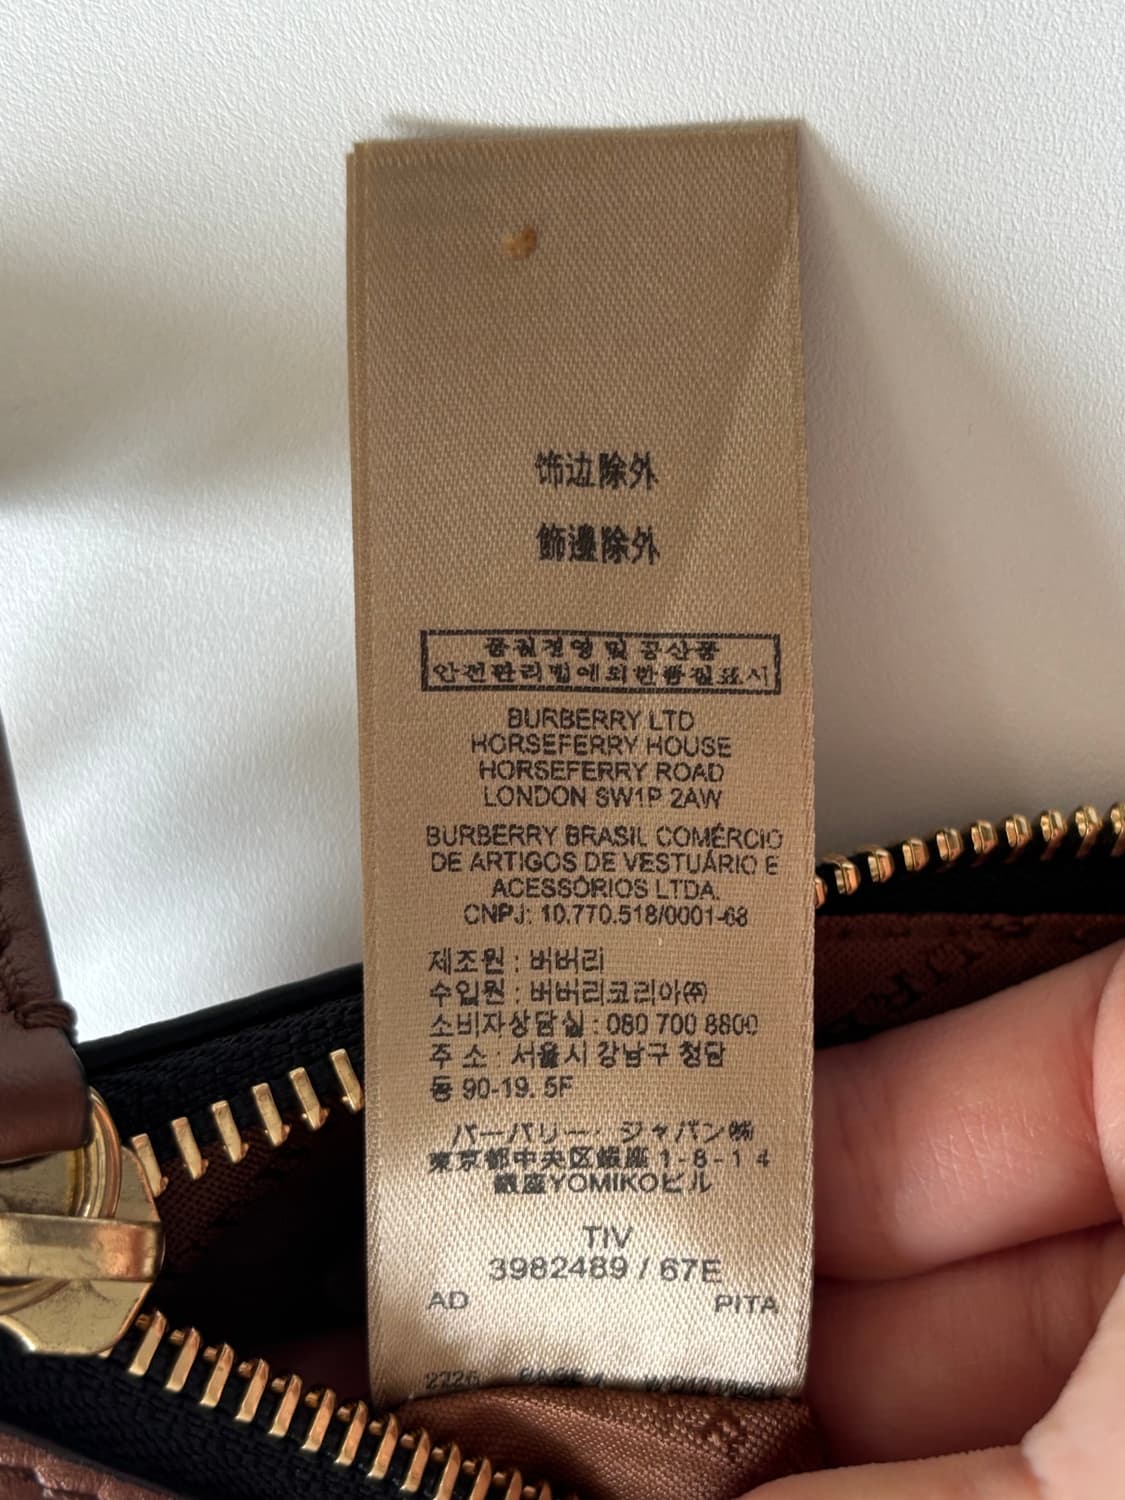 饰边除外
飾邊除外
품질경영 및 공산품
안전관리법에의한품질표시
BURBERRY LTD
HORSEFERRY HOUSE
HORSEFERRY ROAD
LONDON SW1P 2AW
BURBERRY BRASIL COMÉRCIO
DE ARTIGOS DE VESTUÁRIO E
ACESSÓRIOS LTDA.
CNPJ: 10.770.518/0001-68
제조원 : 버버리
수입원 : 버버리코리아㈜
소비자상담실 : 080 700 8800
주 소 : 서울시 강남구 청담
동 90-19. 5F
バーバリー・ジャパン㈱
東京都中央区銀座 1-8-14
銀座YOMIKOビル
TIV
3982489 / 67E
AD PITA